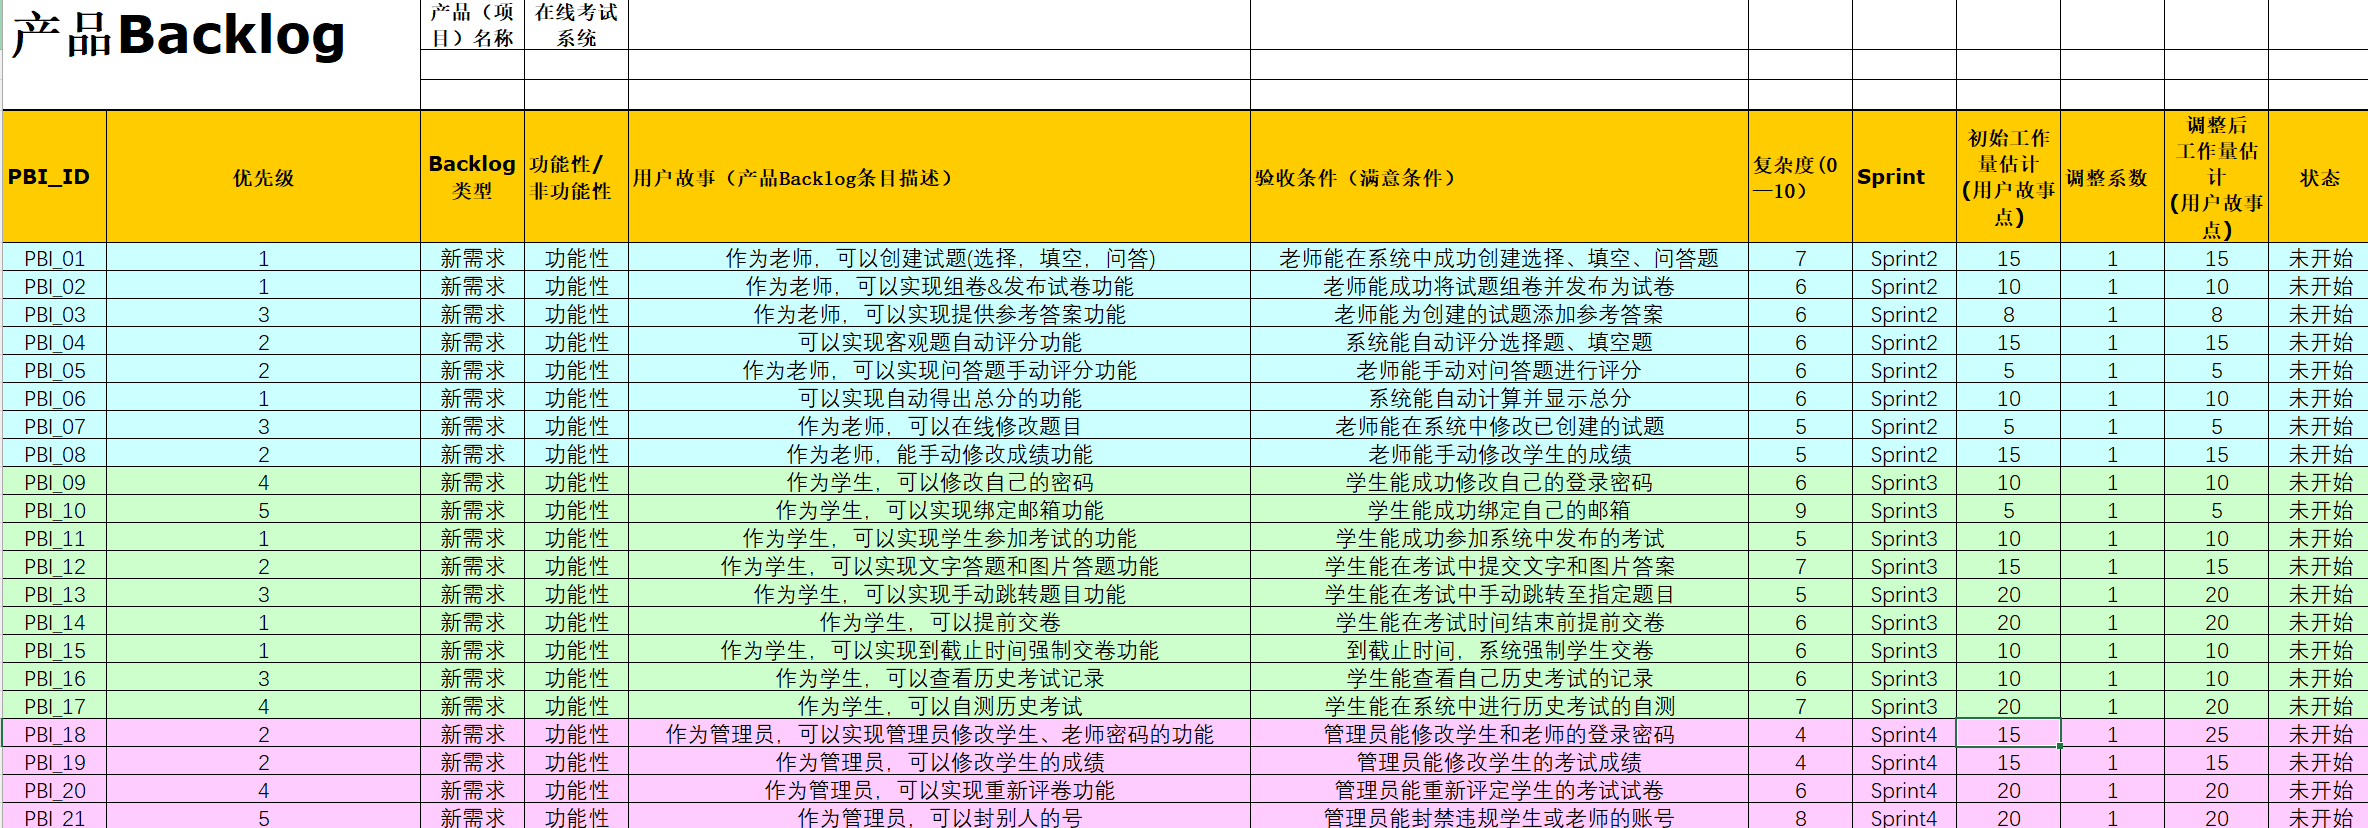 产品Backlog
产品（项目）名称 在线考试系统
PBI_ID 优先级 Backlog类型 功能性/非功能性 用户故事（产品Backlog条目描述） 验收条件（满意条件） 复杂度(0—10) Sprint 初始工作量估计(用户故事点) 调整系数 调整后工作量估计(用户故事点) 状态
PBI_01 1 新需求 功能性 作为老师，可以创建试题(选择，填空，问答) 老师能在系统中成功创建选择、填空、问答题 7 Sprint2 15 1 15 未开始
PBI_02 1 新需求 功能性 作为老师，可以实现组卷&发布试卷功能 老师能成功将试题组卷并发布为试卷 6 Sprint2 10 1 10 未开始
PBI_03 3 新需求 功能性 作为老师，可以实现提供参考答案功能 老师能为创建的试题添加参考答案 6 Sprint2 8 1 8 未开始
PBI_04 2 新需求 功能性 可以实现客观题自动评分功能 系统能自动评分选择题、填空题 6 Sprint2 15 1 15 未开始
PBI_05 2 新需求 功能性 作为老师，可以实现问答题手动评分功能 老师能手动对问答题进行评分 6 Sprint2 5 1 5 未开始
PBI_06 1 新需求 功能性 可以实现自动得出总分的功能 系统能自动计算并显示总分 6 Sprint2 10 1 10 未开始
PBI_07 3 新需求 功能性 作为老师，可以在线修改题目 老师能在系统中修改已创建的试题 5 Sprint2 5 1 5 未开始
PBI_08 2 新需求 功能性 作为老师，能手动修改成绩功能 老师能手动修改学生的成绩 5 Sprint2 15 1 15 未开始
PBI_09 4 新需求 功能性 作为学生，可以修改自己的密码 学生能成功修改自己的登录密码 6 Sprint3 10 1 10 未开始
PBI_10 5 新需求 功能性 作为学生，可以实现绑定邮箱功能 学生能成功绑定自己的邮箱 9 Sprint3 5 1 5 未开始
PBI_11 1 新需求 功能性 作为学生，可以实现学生参加考试的功能 学生能成功参加系统中发布的考试 5 Sprint3 10 1 10 未开始
PBI_12 2 新需求 功能性 作为学生，可以实现文字答题和图片答题功能 学生能在考试中提交文字和图片答案 7 Sprint3 15 1 15 未开始
PBI_13 3 新需求 功能性 作为学生，可以实现手动跳转题目功能 学生能在考试中手动跳转至指定题目 5 Sprint3 20 1 20 未开始
PBI_14 1 新需求 功能性 作为学生，可以提前交卷 学生能在考试时间结束前提前交卷 6 Sprint3 20 1 20 未开始
PBI_15 1 新需求 功能性 作为学生，可以实现到截止时间强制交卷功能 到截止时间，系统强制学生交卷 6 Sprint3 10 1 10 未开始
PBI_16 3 新需求 功能性 作为学生，可以查看历史考试记录 学生能查看自己历史考试的记录 6 Sprint3 10 1 10 未开始
PBI_17 4 新需求 功能性 作为学生，可以自测历史考试 学生能在系统中进行历史考试的自测 7 Sprint3 20 1 20 未开始
PBI_18 2 新需求 功能性 作为管理员，可以实现管理员修改学生、老师密码的功能 管理员能修改学生和老师的登录密码 4 Sprint4 15 1 25 未开始
PBI_19 2 新需求 功能性 作为管理员，可以修改学生的成绩 管理员能修改学生的考试成绩 4 Sprint4 15 1 15 未开始
PBI_20 4 新需求 功能性 作为管理员，可以实现重新评卷功能 管理员能重新评定学生的考试试卷 6 Sprint4 20 1 20 未开始
PBI_21 5 新需求 功能性 作为管理员，可以封别人的号 管理员能封禁违规学生或老师的账号 8 Sprint4 20 1 20 未开始